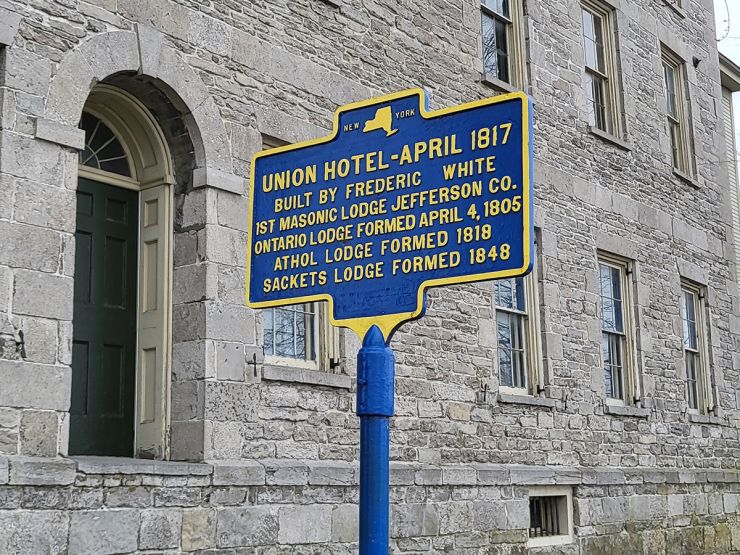 NEW YORK
UNION HOTEL-APRIL 1817
BUILT BY FREDERIC WHITE
1ST MASONIC LODGE JEFFERSON CO.
ONTARIO LODGE FORMED APRIL 4, 1805
ATHOL LODGE FORMED 1818
SACKETS LODGE FORMED 1848